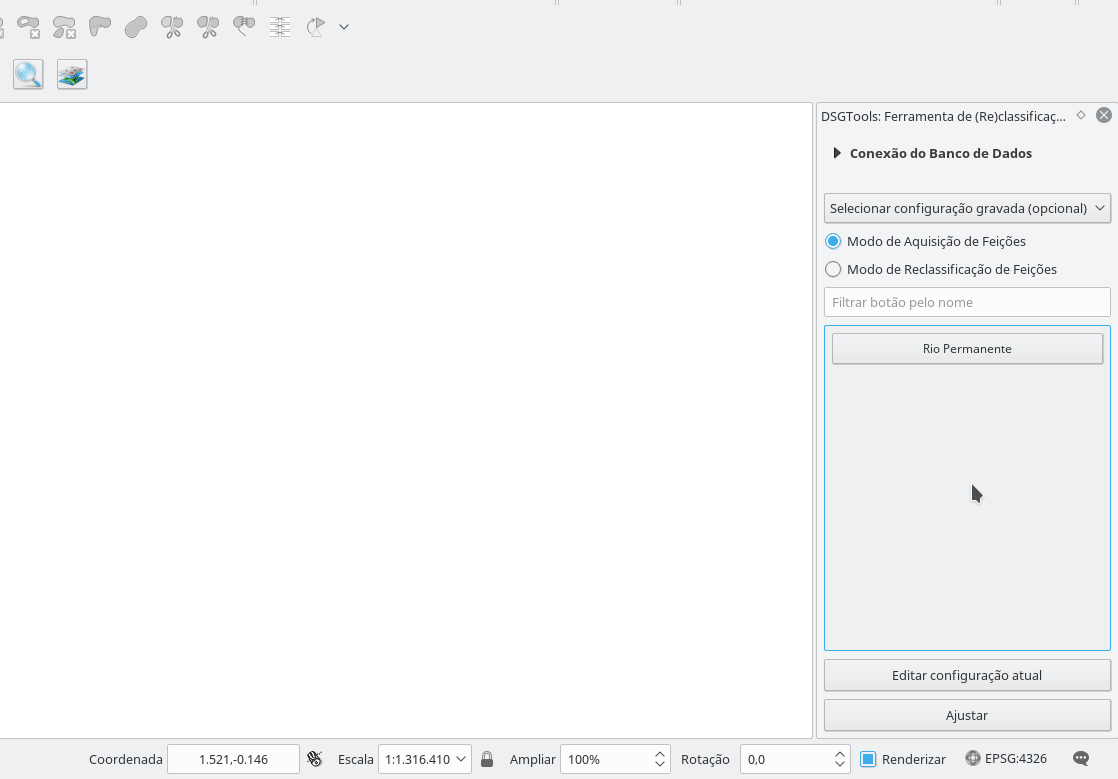 DSGTools: Ferramenta de (Re)classificaç...
Conexão do Banco de Dados
Selecionar configuração gravada (opcional)
Modo de Aquisição de Feições
Modo de Reclassificação de Feições
Filtrar botão pelo nome
Rio Permanente
Editar configuração atual
Ajustar
Coordenada 1.521,-0.146 Escala 1:1.316.410 Ampliar 100% Rotação 0,0 Renderizar EPSG:4326